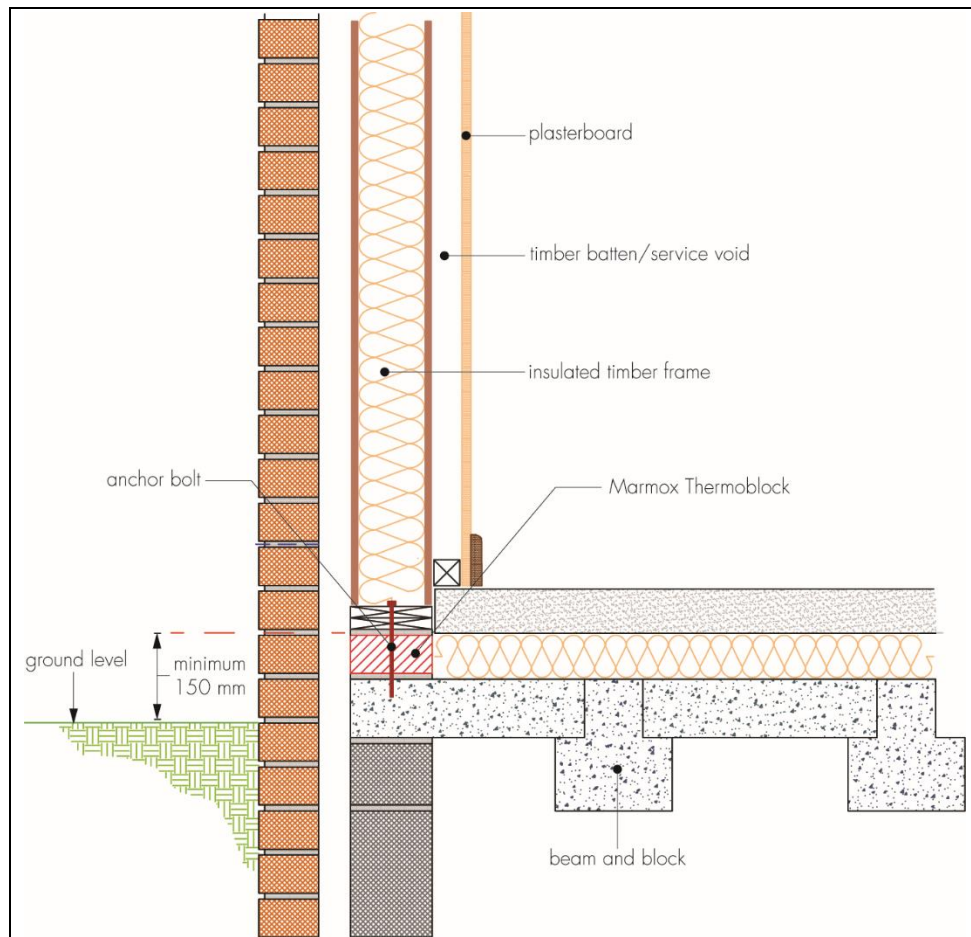 plasterboard
timber batten/service void
insulated timber frame
anchor bolt
Marmox Thermoblock
ground level
minimum
150 mm
beam and block